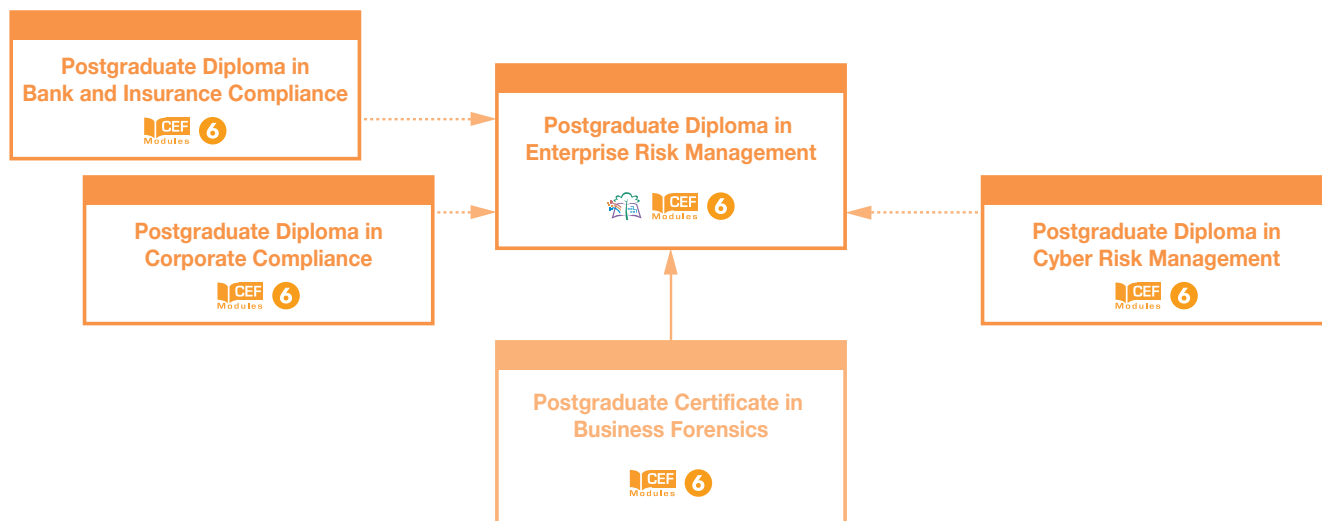 Postgraduate Diploma in
Bank and Insurance Compliance
CEF
Modules
6
Postgraduate Diploma in
Enterprise Risk Management
CEF
Modules
6
Postgraduate Diploma in
Corporate Compliance
CEF
Modules
6
Postgraduate Diploma in
Cyber Risk Management
CEF
Modules
6
Postgraduate Certificate in
Business Forensics
CEF
Modules
6